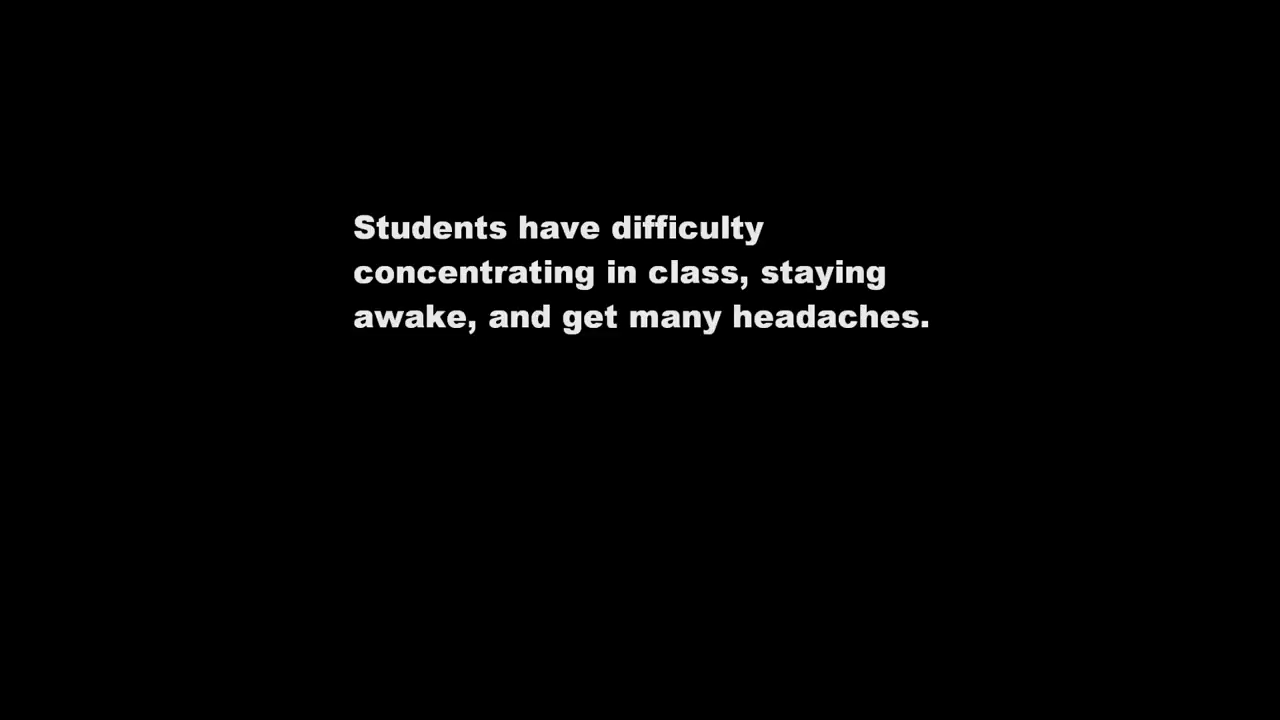 Students have difficulty
concentrating in class, staying
awake, and get many headaches.